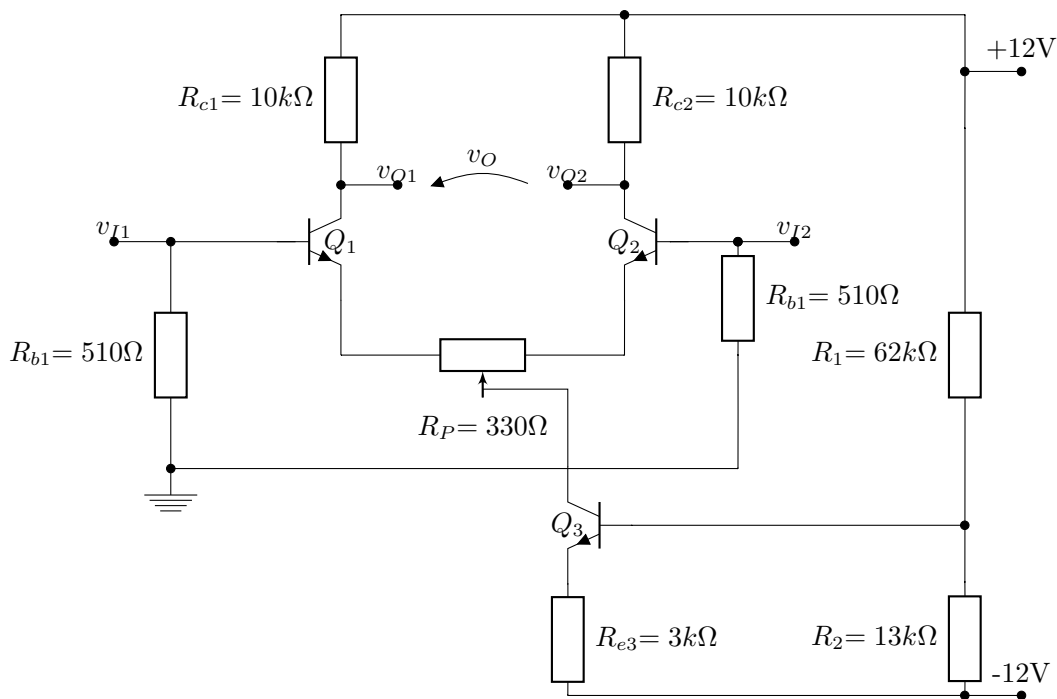 +12V
R_{c1}= 10kΩ
R_{c2}= 10kΩ
v_{O1}
v_O
v_{O2}
v_{I1}
Q_1
Q_2
v_{I2}
R_{b1}= 510Ω
R_{b1}= 510Ω
R_1= 62kΩ
R_P= 330Ω
Q_3
R_{e3}= 3kΩ
R_2= 13kΩ
-12V